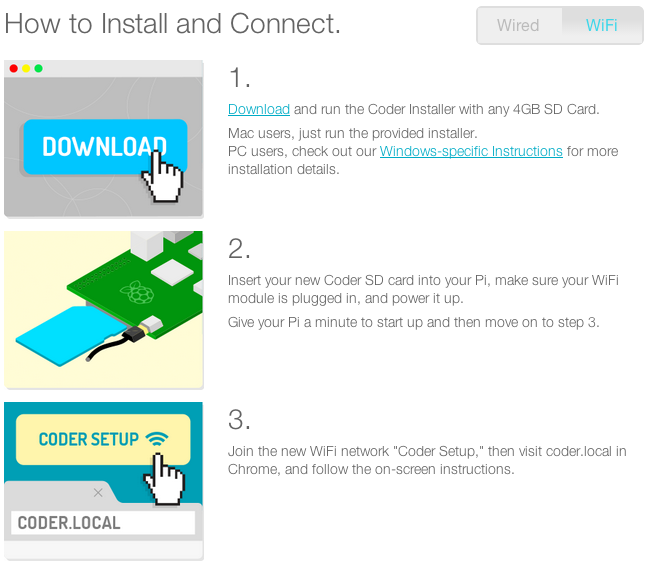 How to Install and Connect.
Wired WiFi
DOWNLOAD
1.
Download and run the Coder Installer with any 4GB SD Card.
Mac users, just run the provided installer.
PC users, check out our Windows-specific Instructions for more
installation details.
2.
Insert your new Coder SD card into your Pi, make sure your WiFi
module is plugged in, and power it up.
Give your Pi a minute to start up and then move on to step 3.
CODER SETUP
CODER.LOCAL
3.
Join the new WiFi network "Coder Setup," then visit coder.local in
Chrome, and follow the on-screen instructions.